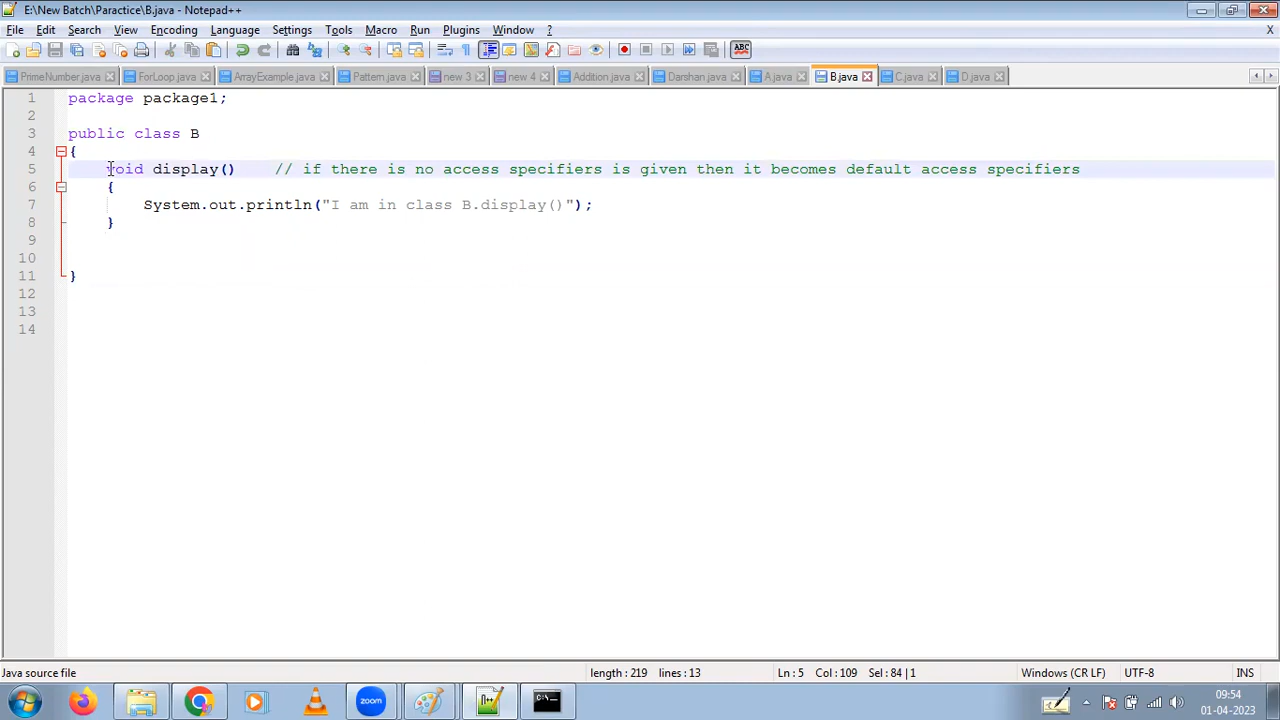 E:\New Batch\Paractice\B.java - Notepad++
File Edit Search View Encoding Language Settings Tools Macro Run Plugins Window ? X
ABC
PrimeNumber.java ForLoop.java ArrayExample.java Pattern.java new 3 new 4 Addition.java Darshan.java A.java B.java C.java D.java
1 package package1;
2
3 public class B
4 {
5 void display() // if there is no access specifiers is given then it becomes default access specifiers
6 {
7 System.out.println("I am in class B.display()");
8 }
9
10
11 }
12
13
14
Java source file length : 219 lines : 13 Ln : 5 Col : 109 Sel : 84 | 1 Windows (CR LF) UTF-8 INS
zoom
09:54
01-04-2023